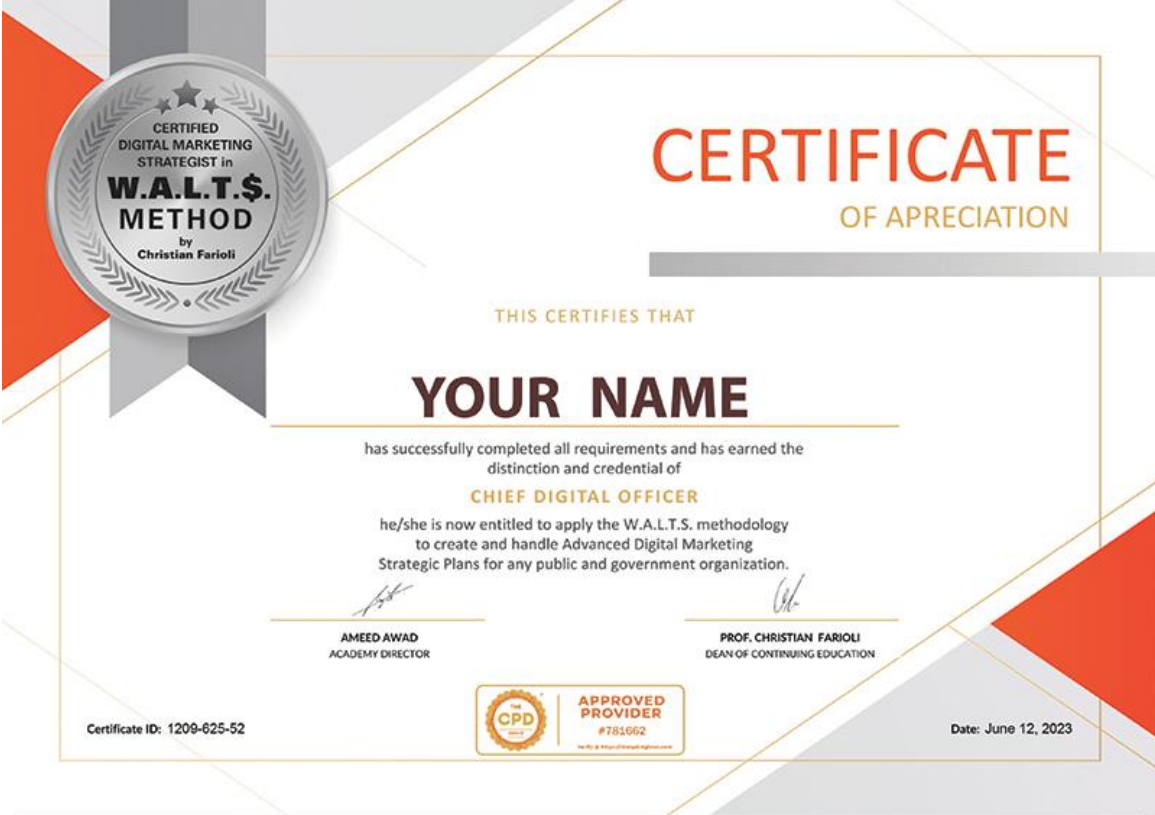 CERTIFIED
DIGITAL MARKETING
STRATEGIST in
W.A.L.T.$.
METHOD
by
Christian Farioli
CERTIFICATE
OF APRECIATION
THIS CERTIFIES THAT
YOUR NAME
has successfully completed all requirements and has earned the
distinction and credential of
CHIEF DIGITAL OFFICER
he/she is now entitled to apply the W.A.L.T.S. methodology
to create and handle Advanced Digital Marketing
Strategic Plans for any public and government organization.
AMEED AWAD
ACADEMY DIRECTOR
PROF. CHRISTIAN FARIOLI
DEAN OF CONTINUING EDUCATION
Certificate ID: 1209-625-52
THE
CPD
APPROVED
PROVIDER
#781662
Date: June 12, 2023